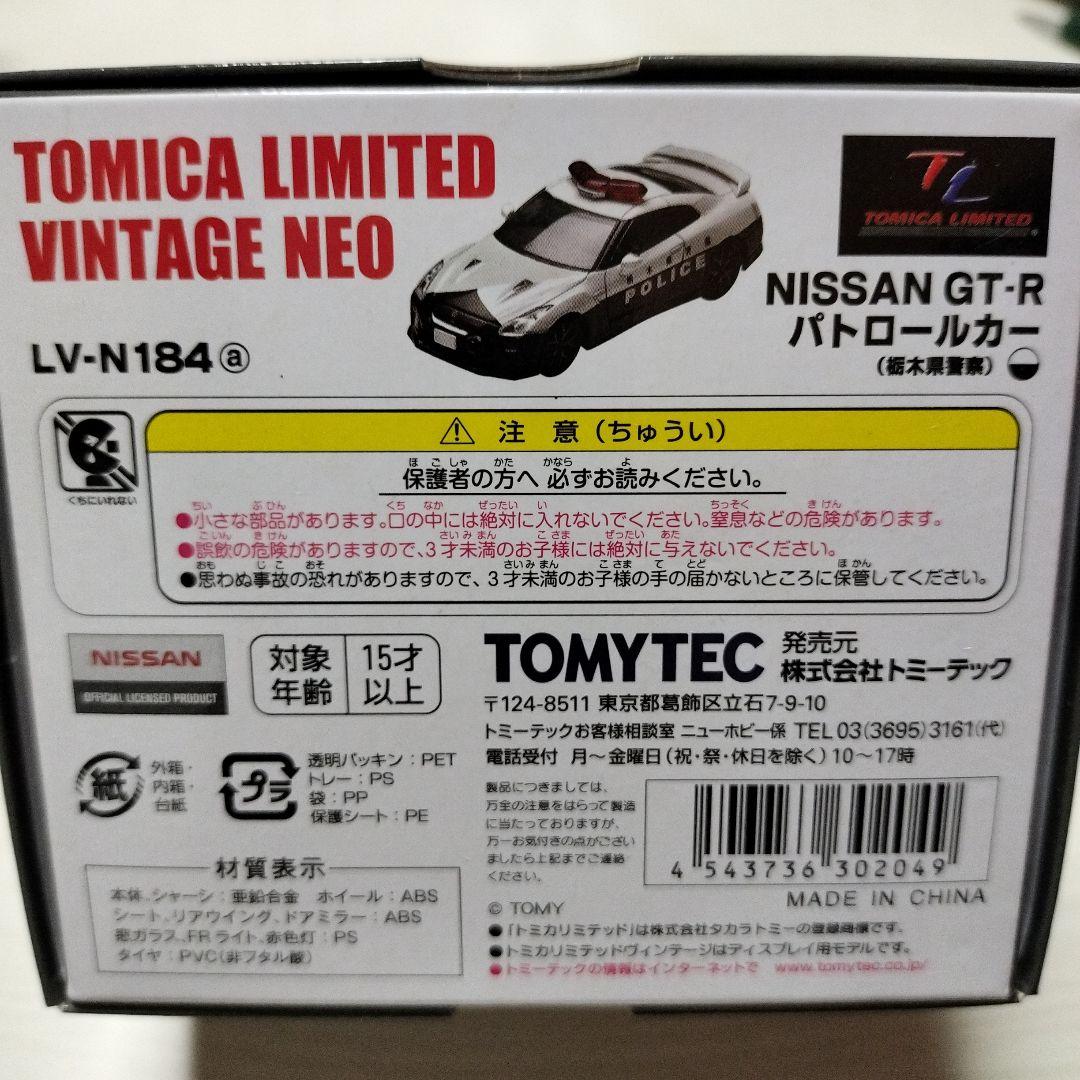 TOMICA LIMITED
VINTAGE NEO
LV-N184ⓐ
POLICE
TL
TOMICA LIMITED
NISSAN GT-R
パトロールカー
(栃木県警察)
くちにいれない
⚠ 注 意 (ちゅうい)
保護者の方へ 必ずお読みください。
●小さな部品があります。口の中には絶対に入れないでください。窒息などの危険があります。
●誤飲の危険がありますので、3才未満のお子様には絶対に与えないでください。
●思わぬ事故の恐れがありますので、3才未満のお子様の手の届かないところに保管してください。
NISSAN
OFFICIAL LICENSED PRODUCT
対象年齢 15才以上
TOMYTEC 発売元 株式会社トミーテック
〒124-8511 東京都葛飾区立石7-9-10
トミーテックお客様相談室 ニューホビー係 TEL 03(3695)3161(代)
電話受付 月〜金曜日(祝・祭・休日を除く)10〜17時
紙 外箱・内箱・台紙
プラ 透明パッキン:PET
トレー:PS
袋:PP
保護シート:PE
製品につきましては、
万全の注意をはらって製造
に当たっておりますが、
万一お気付きの点がござい
ましたら上記までご連絡
ください。
4 543736 302049
MADE IN CHINA
材質表示
本体、シャーシ:亜鉛合金 ホイール:ABS
シート、リアウイング、ドアミラー:ABS
窓ガラス、FRライト、赤色灯:PS
タイヤ:PVC(非フタル酸)
© TOMY
●「トミカリミテッド」は株式会社タカラトミーの登録商標です。
●トミカリミテッドヴィンテージはディスプレイ用モデルです。
●トミーテックの情報はインターネットで www.tomytec.co.jp/